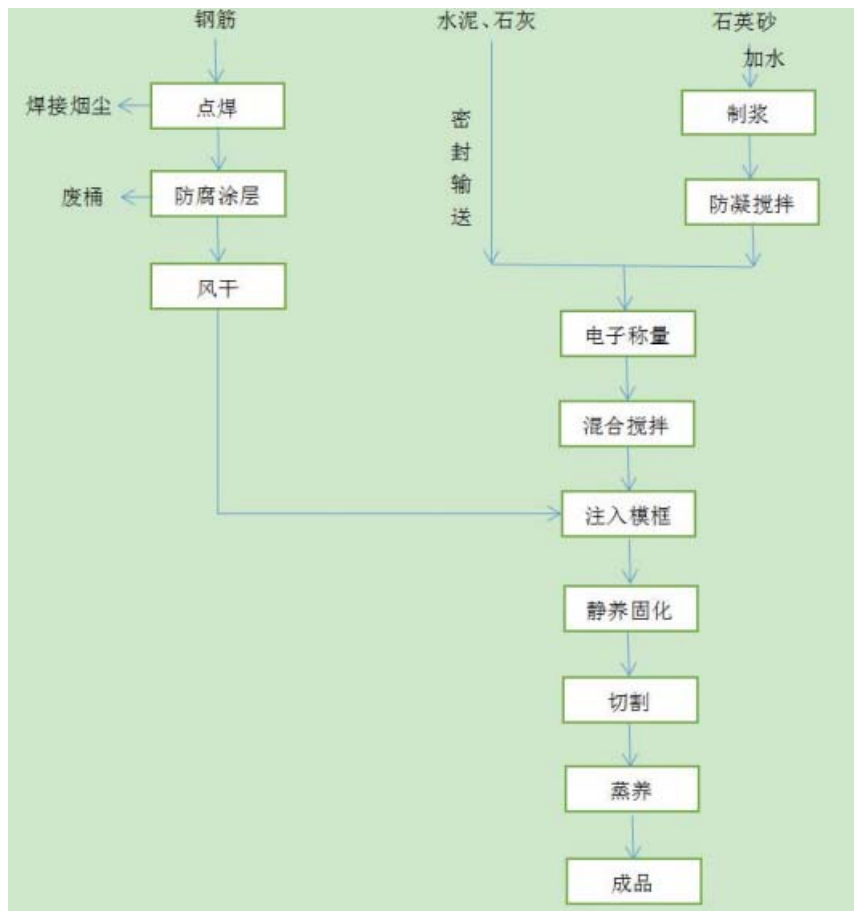 钢筋
水泥、石灰
石英砂
加水
焊接烟尘
点焊
密封输送
制浆
废桶
防腐涂层
防凝搅拌
风干
电子称量
混合搅拌
注入模框
静养固化
切割
蒸养
成品